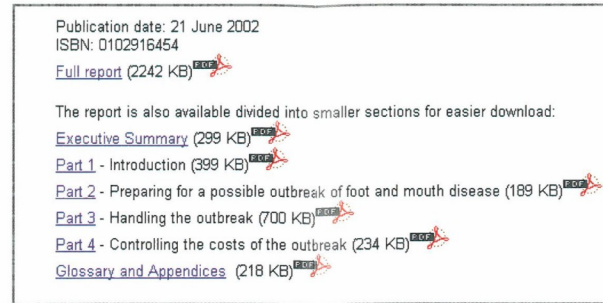 Publication date: 21 June 2002
ISBN: 0102916454
Full report (2242 KB) PDF
The report is also available divided into smaller sections for easier download:
Executive Summary (299 KB) PDF
Part 1 - Introduction (399 KB) PDF
Part 2 - Preparing for a possible outbreak of foot and mouth disease (189 KB) PDF
Part 3 - Handling the outbreak (700 KB) PDF
Part 4 - Controlling the costs of the outbreak (234 KB) PDF
Glossary and Appendices (218 KB) PDF